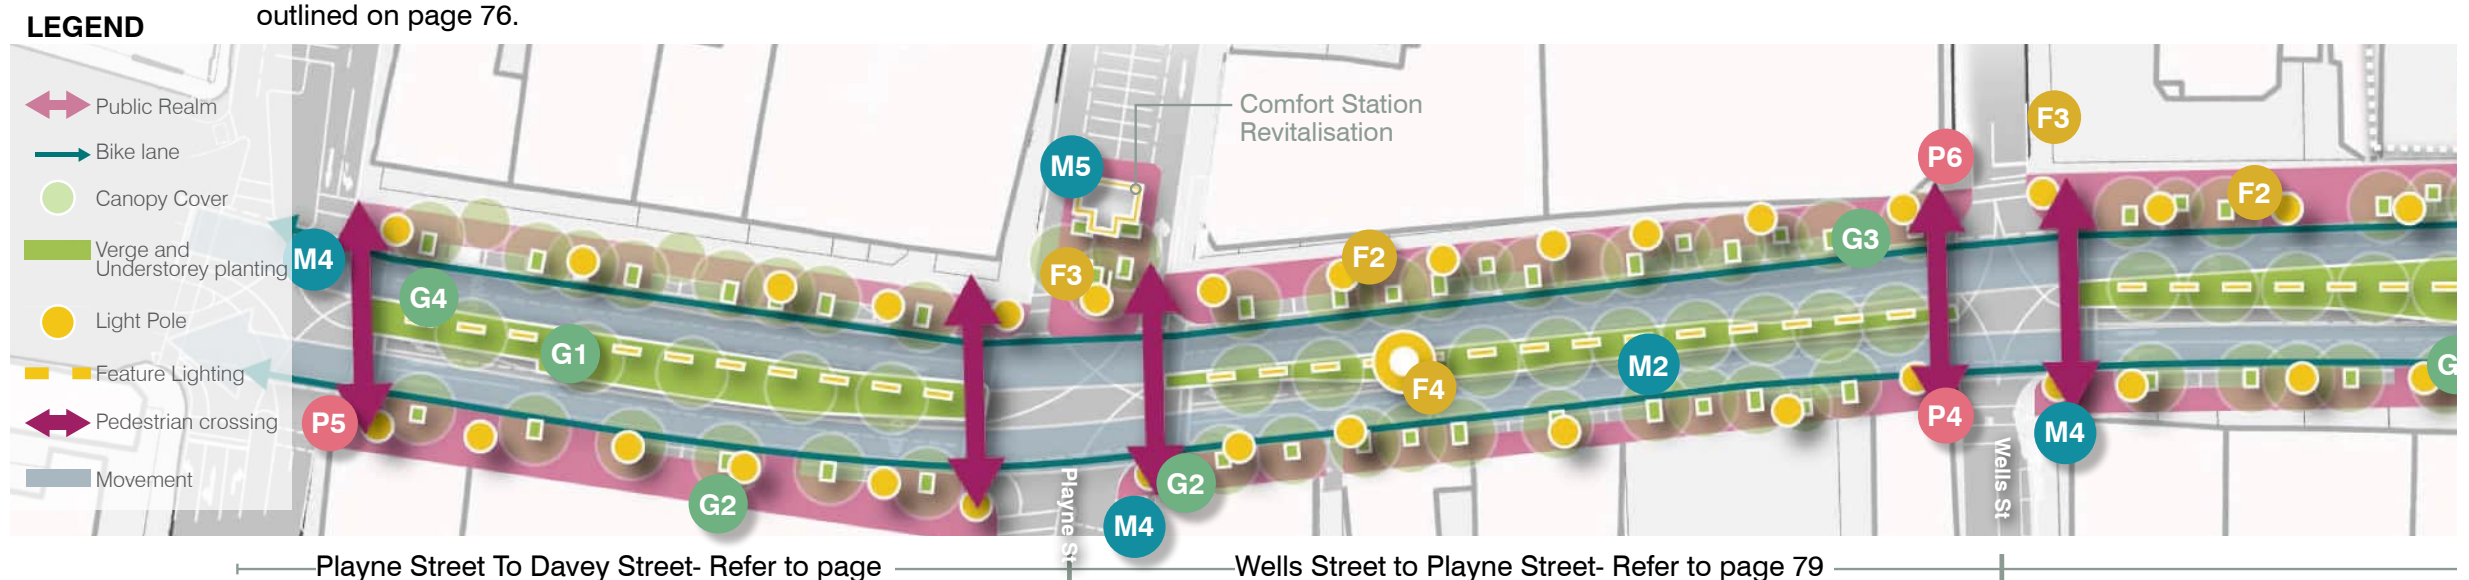 outlined on page 76.
LEGEND
Public Realm
Bike lane
Canopy Cover
Verge and
Understorey planting
Light Pole
Feature Lighting
Pedestrian crossing
Movement
Comfort Station
Revitalisation
M5
P6
F3
F2
M4
G4
F3
F2
G3
G1
F4
M2
G
P5
G2
G2
M4
P4
M4
Playne St
Wells St
Playne Street To Davey Street- Refer to page
Wells Street to Playne Street- Refer to page 79